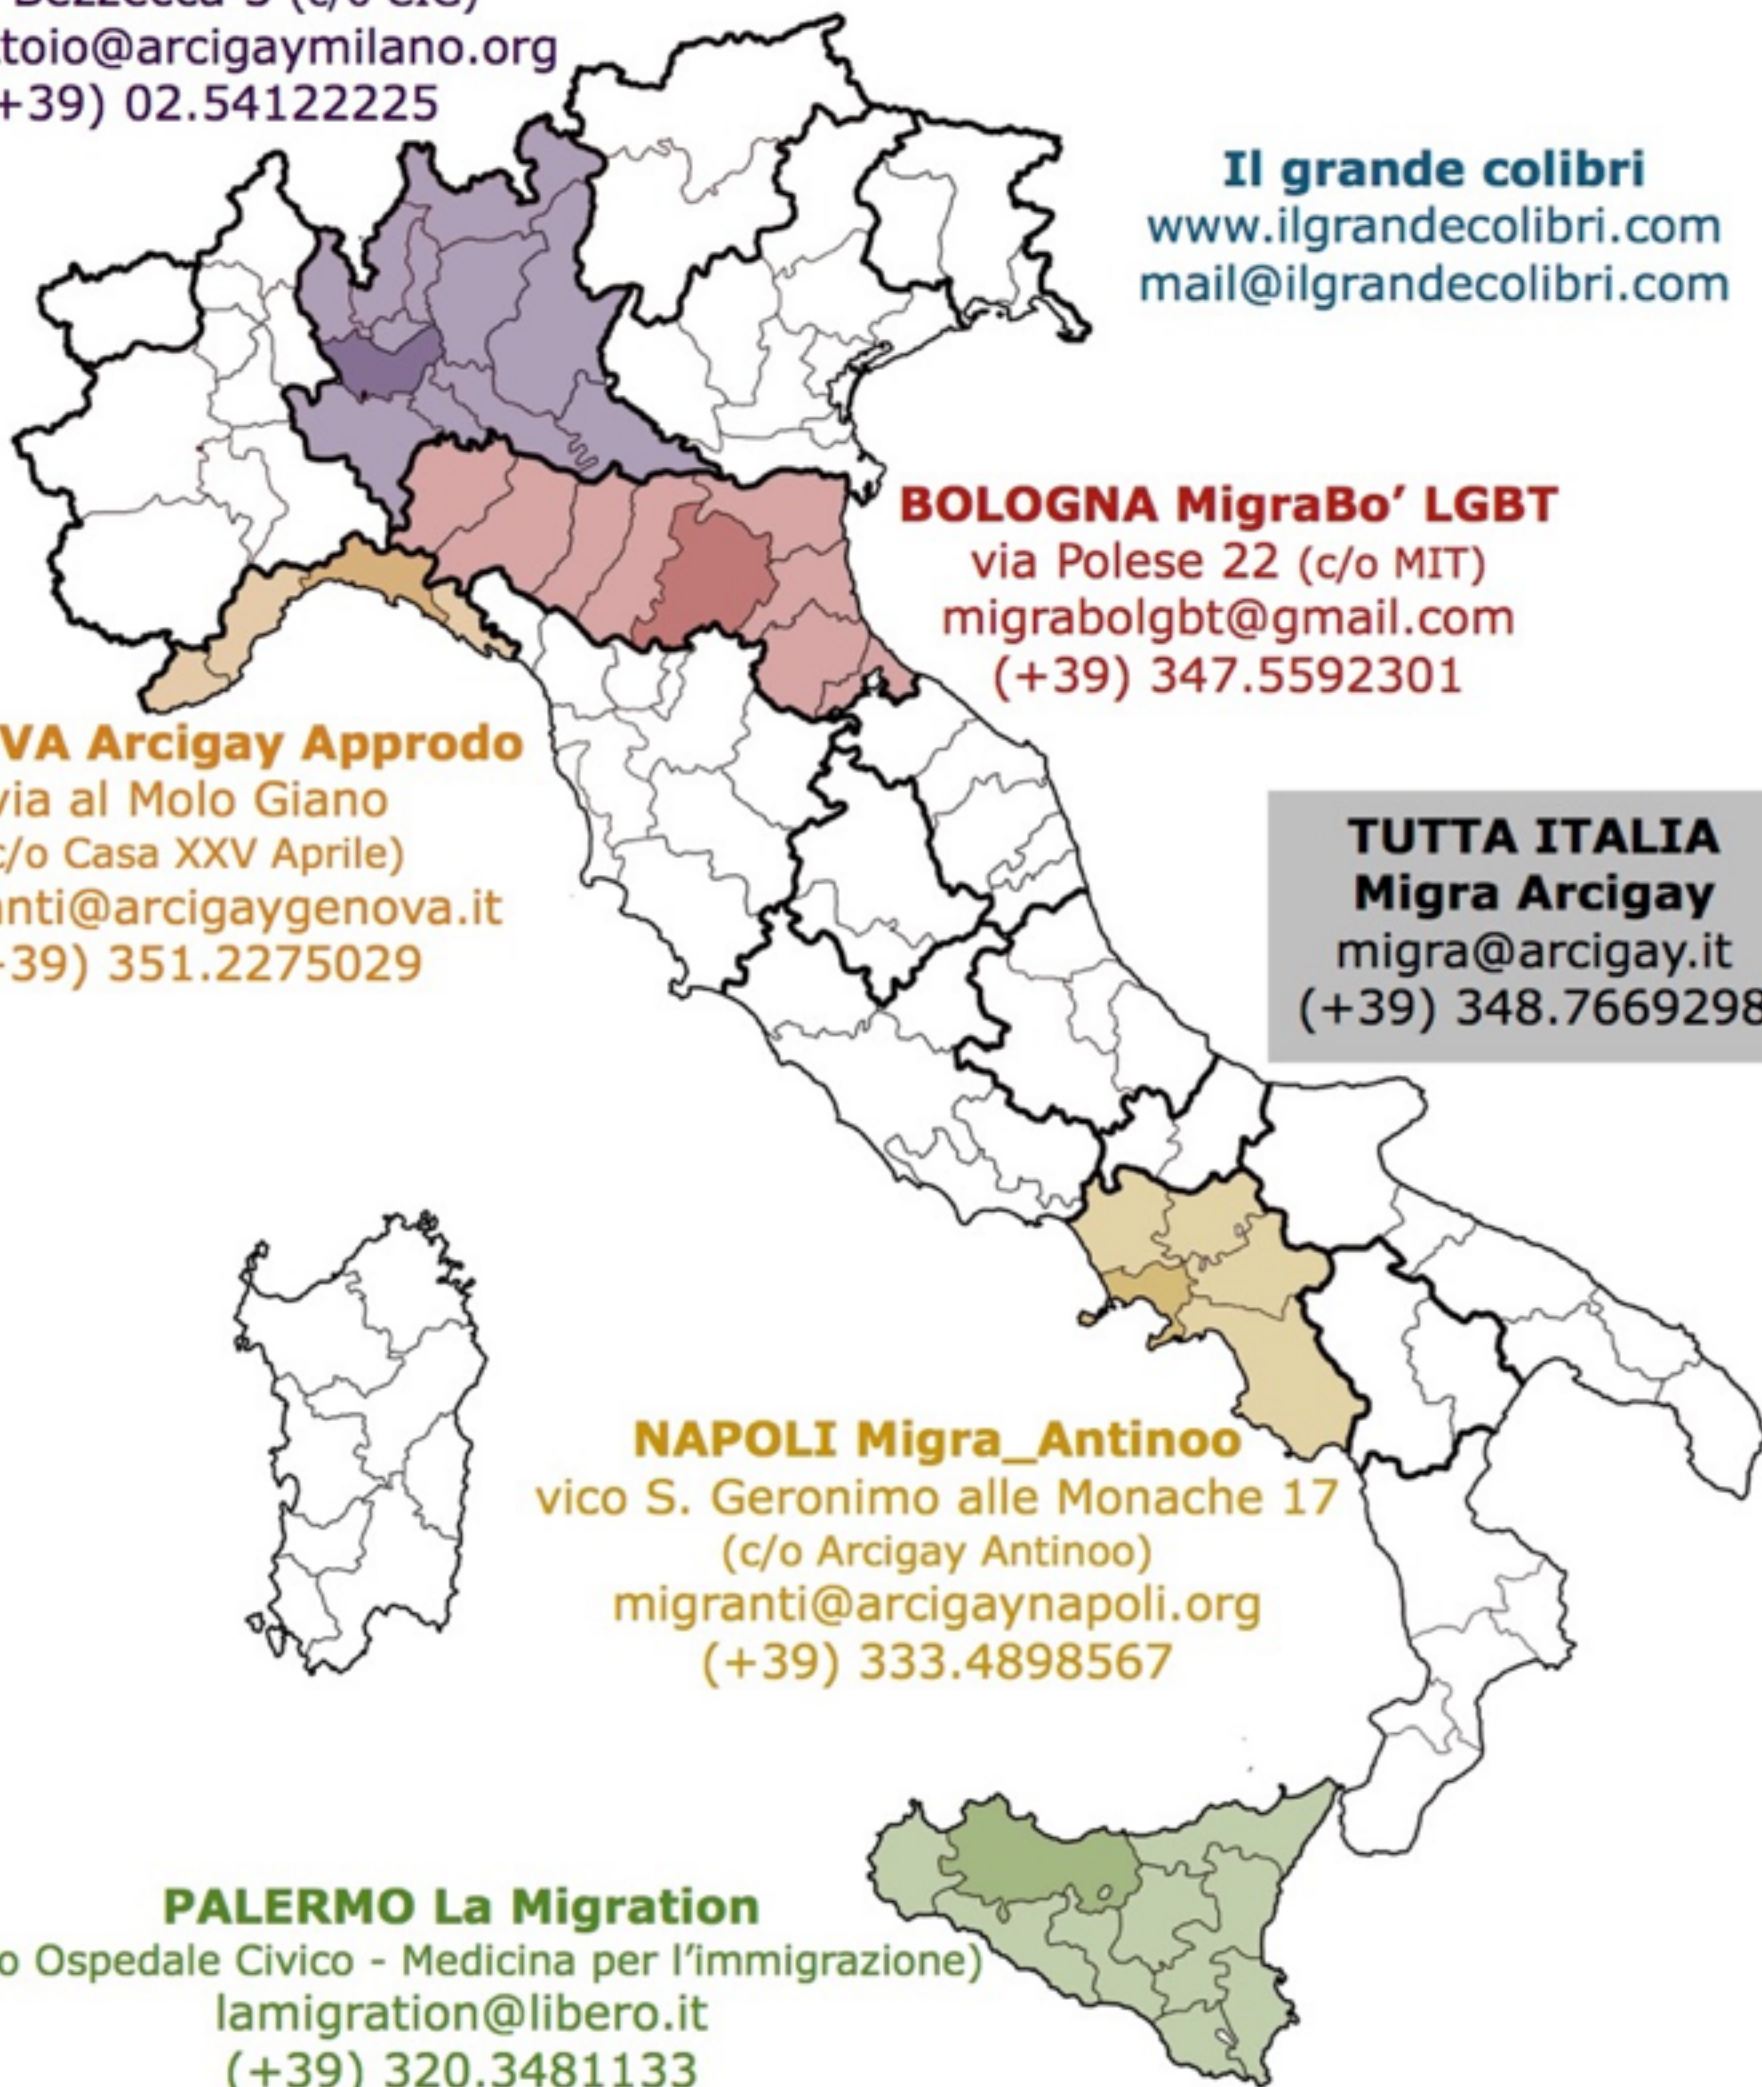 (c/o CIG)
toio@arcigaymilano.org
+39) 02.54122225
Il grande colibri
www.ilgrandecolibri.com
mail@ilgrandecolibri.com
BOLOGNA MigraBo’ LGBT
via Polese 22 (c/o MIT)
migrabolgbt@gmail.com
(+39) 347.5592301
VA Arcigay Approdo
via al Molo Giano
c/o Casa XXV Aprile)
nti@arcigaygenova.it
39) 351.2275029
TUTTA ITALIA
Migra Arcigay
migra@arcigay.it
(+39) 348.7669298
NAPOLI Migra_Antinoo
vico S. Geronimo alle Monache 17
(c/o Arcigay Antinoo)
migranti@arcigaynapoli.org
(+39) 333.4898567
PALERMO La Migration
o Ospedale Civico - Medicina per l’immigrazione)
lamigration@libero.it
(+39) 320.3481133